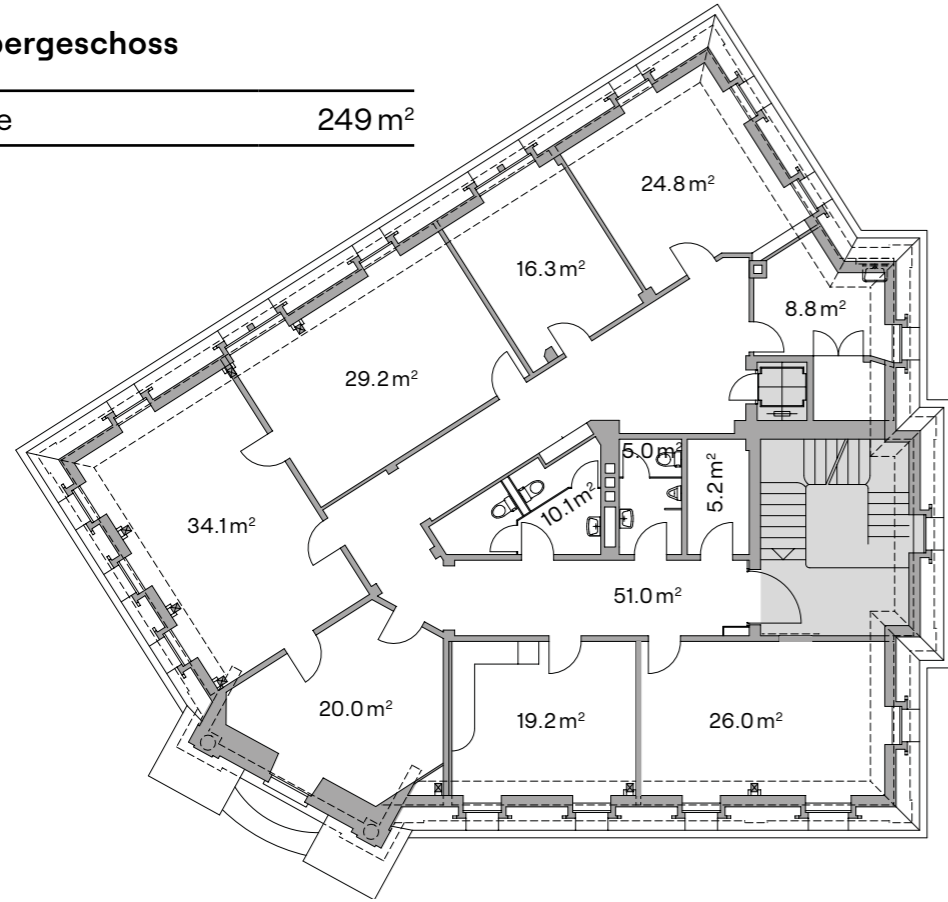 bergeschoss
e 249 m²
24.8 m²
16.3 m²
8.8 m²
29.2 m²
5.0 m²
5.2 m²
10.1 m²
34.1 m²
51.0 m²
20.0 m²
19.2 m²
26.0 m²